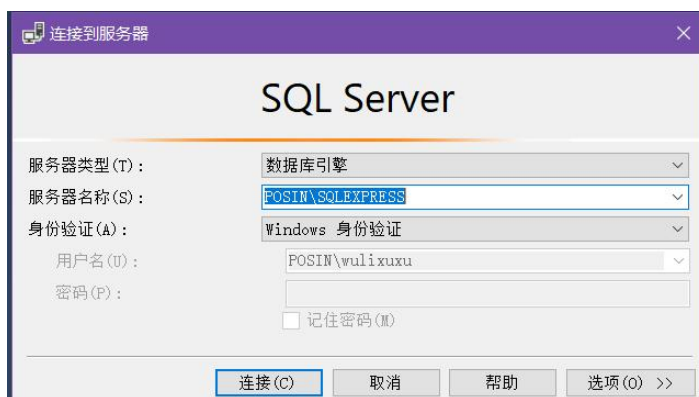 连接到服务器
SQL Server
服务器类型(T)： 数据库引擎
服务器名称(S)： POSIN\SQLEXPRESS
身份验证(A)： Windows 身份验证
用户名(U)： POSIN\wulixuxu
密码(P)：
记住密码(M)
连接(C) 取消 帮助 选项(O) >>